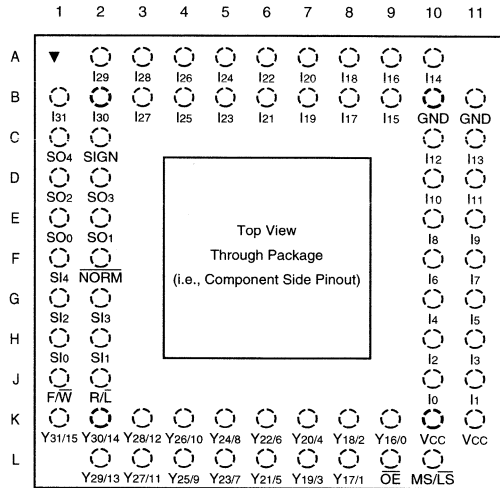 1 2 3 4 5 6 7 8 9 10 11
A
I29 I28 I26 I24 I22 I20 I18 I16 I14
B
I31 I30 I27 I25 I23 I21 I19 I17 I15 GND GND
C
SO4 SIGN I12 I13
D
SO2 SO3 I10 I11
E
SO0 SO1 I8 I9
F
SI4 NORM I6 I7
G
SI2 SI3 I4 I5
H
SI0 SI1 I2 I3
J
F/W R/L I0 I1
K
Y31/15 Y30/14 Y28/12 Y26/10 Y24/8 Y22/6 Y20/4 Y18/2 Y16/0 VCC VCC
L
Y29/13 Y27/11 Y25/9 Y23/7 Y21/5 Y19/3 Y17/1 OE MS/LS
Top View
Through Package
(i.e., Component Side Pinout)